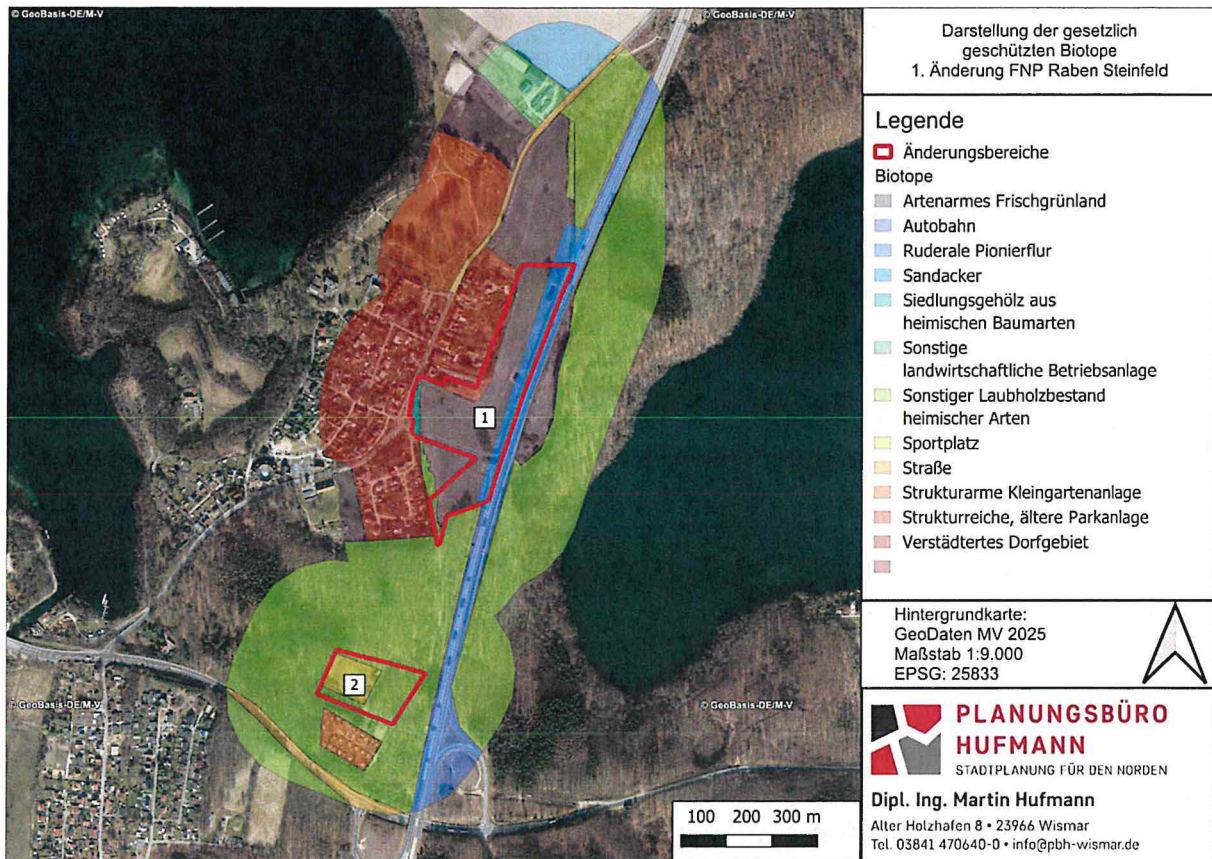 © GeoBasis-DE/M-V
© GeoBasis-DE/M-V
1
2
© GeoBasis-DE/M-V
© GeoBasis-DE/M-V
100 200 300 m
Darstellung der gesetzlich
geschützten Biotope
1. Änderung FNP Raben Steinfeld
Legende
Änderungsbereiche
Biotope
Artenarmes Frischgrünland
Autobahn
Ruderale Pionierflur
Sandacker
Siedlungsgehölz aus
heimischen Baumarten
Sonstige
landwirtschaftliche Betriebsanlage
Sonstiger Laubholzbestand
heimischer Arten
Sportplatz
Straße
Strukturarme Kleingartenanlage
Strukturreiche, ältere Parkanlage
Verstädtertes Dorfgebiet
Hintergrundkarte:
GeoDaten MV 2025
Maßstab 1:9.000
EPSG: 25833
PLANUNGSBÜRO
HUFMANN
STADTPLANUNG FÜR DEN NORDEN
Dipl. Ing. Martin Hufmann
Alter Holzhafen 8 • 23966 Wismar
Tel. 03841 470640-0 • info@pbh-wismar.de